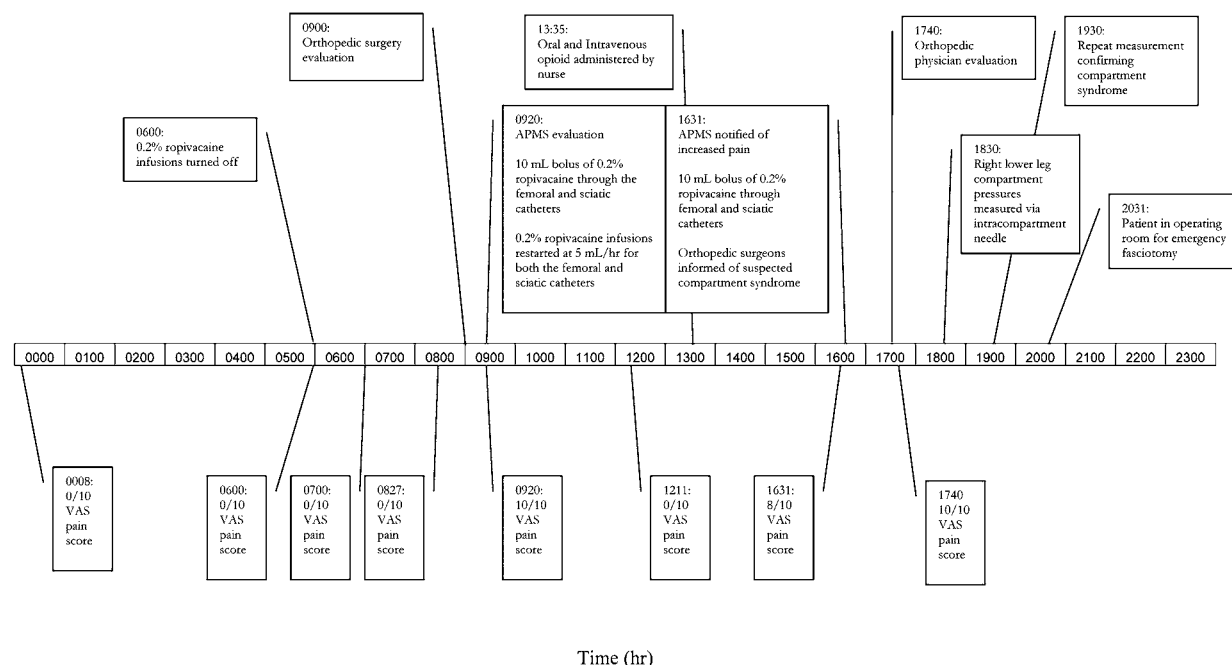 0900:
Orthopedic surgery
evaluation
13:35:
Oral and Intravenous
opioid administered by
nurse
1740:
Orthopedic
physician evaluation
1930:
Repeat measurement
confirming
compartment
syndrome
0600:
0.2% ropivacaine
infusions turned off
0920:
APMS evaluation
10 mL bolus of 0.2%
ropivacaine through the
femoral and sciatic
catheters
0.2% ropivacaine infusions
restarted at 5 mL/hr for
both the femoral and
sciatic catheters
1631:
APMS notified of
increased pain
10 mL bolus of 0.2%
ropivacaine through
femoral and sciatic
catheters
Orthopedic surgeons
informed of suspected
compartment syndrome
1830:
Right lower leg
compartment
pressures
measured via
intracompartment
needle
2031:
Patient in operating
room for emergency
fasciotomy
0000 0100 0200 0300 0400 0500 0600 0700 0800 0900 1000 1100 1200 1300 1400 1500 1600 1700 1800 1900 2000 2100 2200 2300
0008:
0/10
VAS
pain
score
0600:
0/10
VAS
pain
score
0700:
0/10
VAS
pain
score
0827:
0/10
VAS
pain
score
0920:
10/10
VAS
pain
score
1211:
0/10
VAS
pain
score
1631:
8/10
VAS
pain
score
1740
10/10
VAS
pain
score
Time (hr)